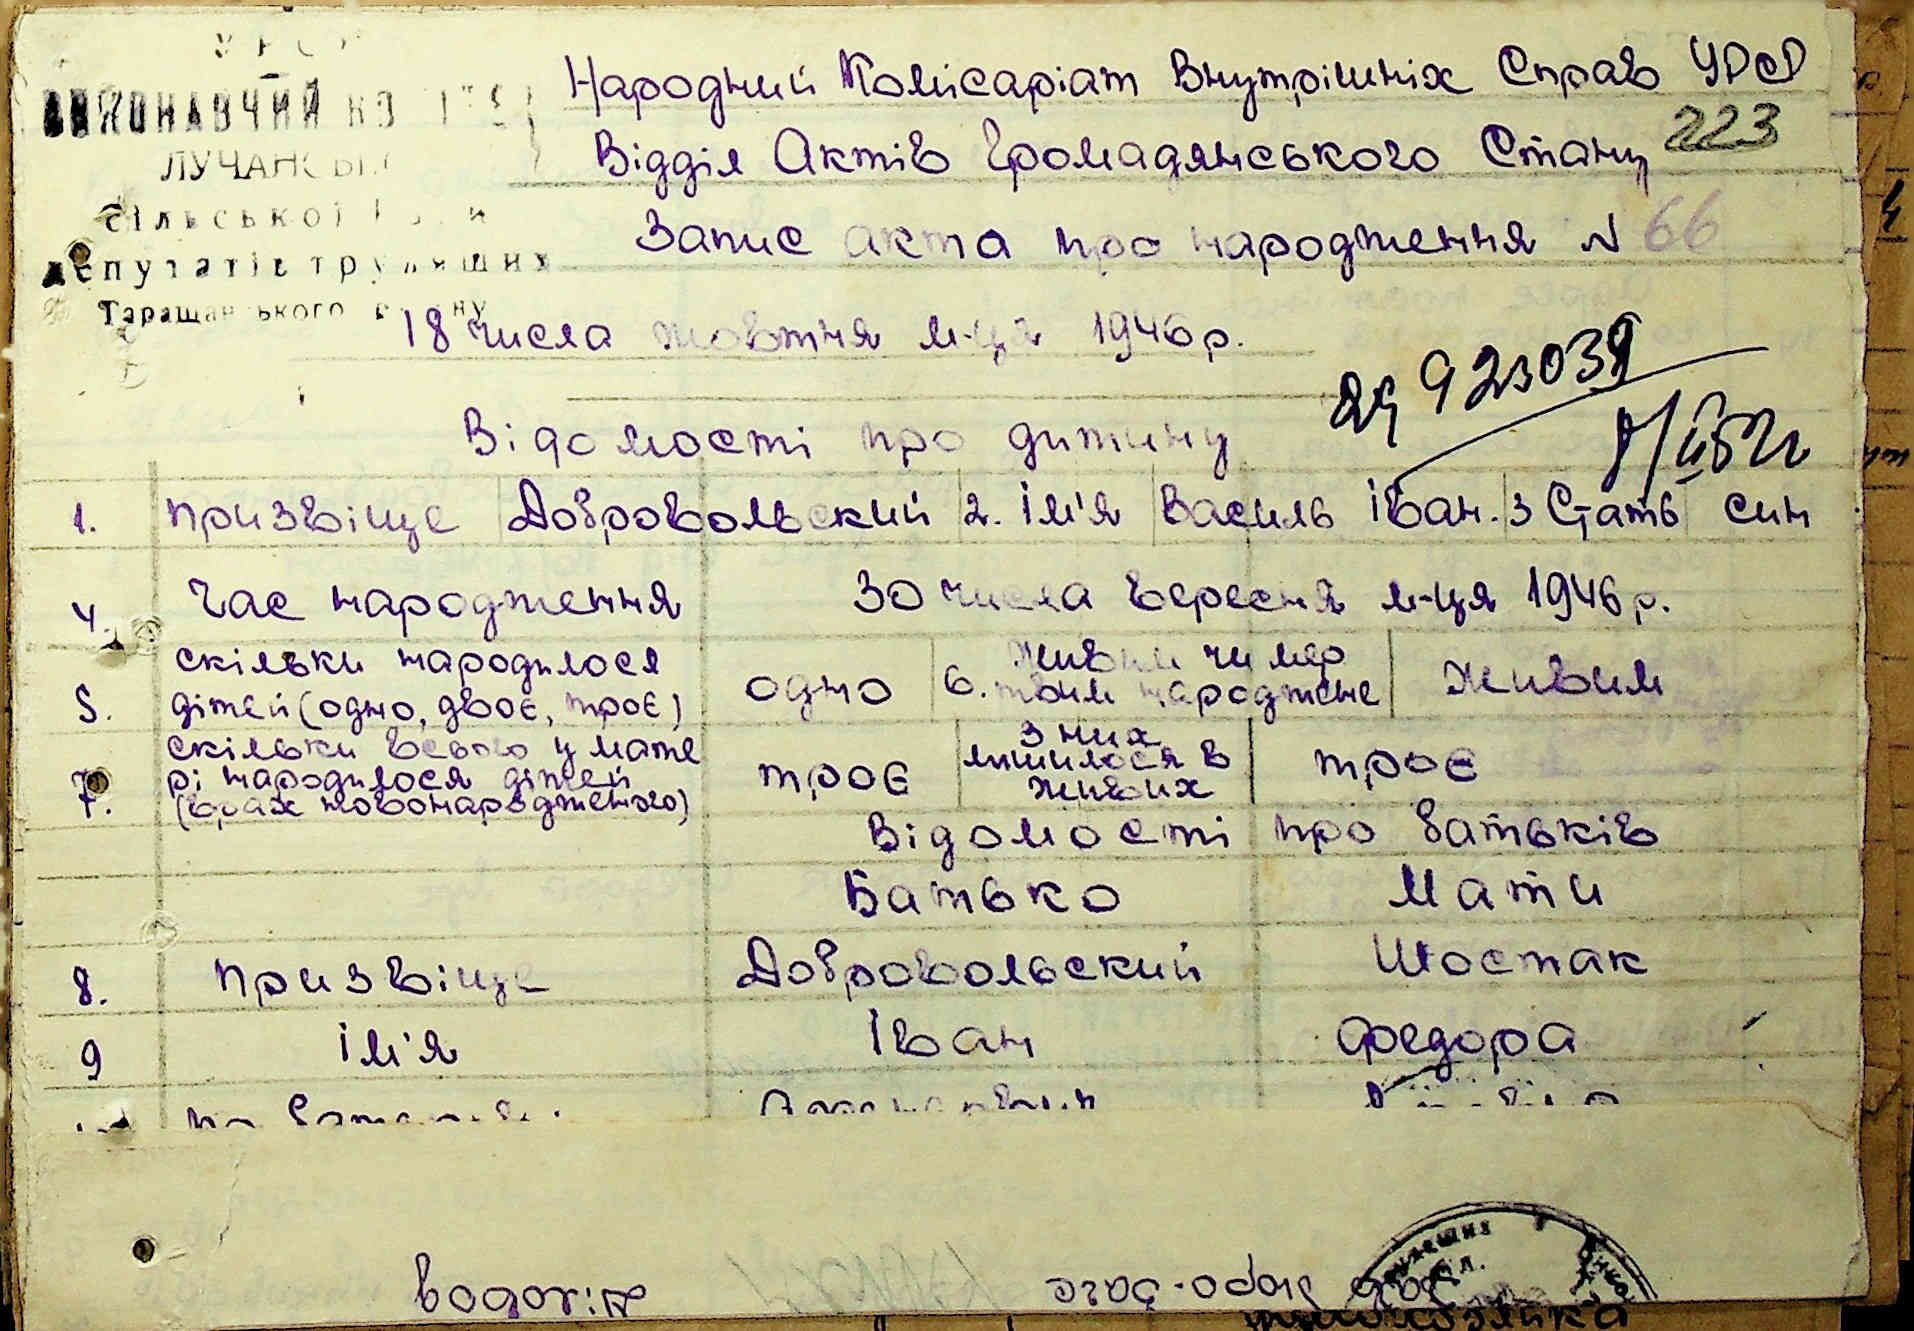 ВИКОНАВЧИЙ
ЛУЧАНСЬК
сільської
депутатів трудящих
Таращанського
Народний Комісаріат Внутрішніх Справ УРСР
223
Відділ Актів Громадянського Стану
Запис акта про народження N 66
18 числа жовтня м-ця 1946 р.
Відомості про дитину
1. призвіще Добровольский 2. Ім'я Василь Іван. 3 Стать син
4. Час народження 30 числа вересня м-ця 1946 р.
5. скільки народилося дітей (одно, двоє, троє) одно 6. живим чи мертвим народжене живим
7. скільки всього у матері народилося дітей (врах новонародженого) троє з них лишилося в живих троє
Відомості про батьків
Батько Мати
8. призвіще Добровольский Шостак
9 ім'я Іван Федора